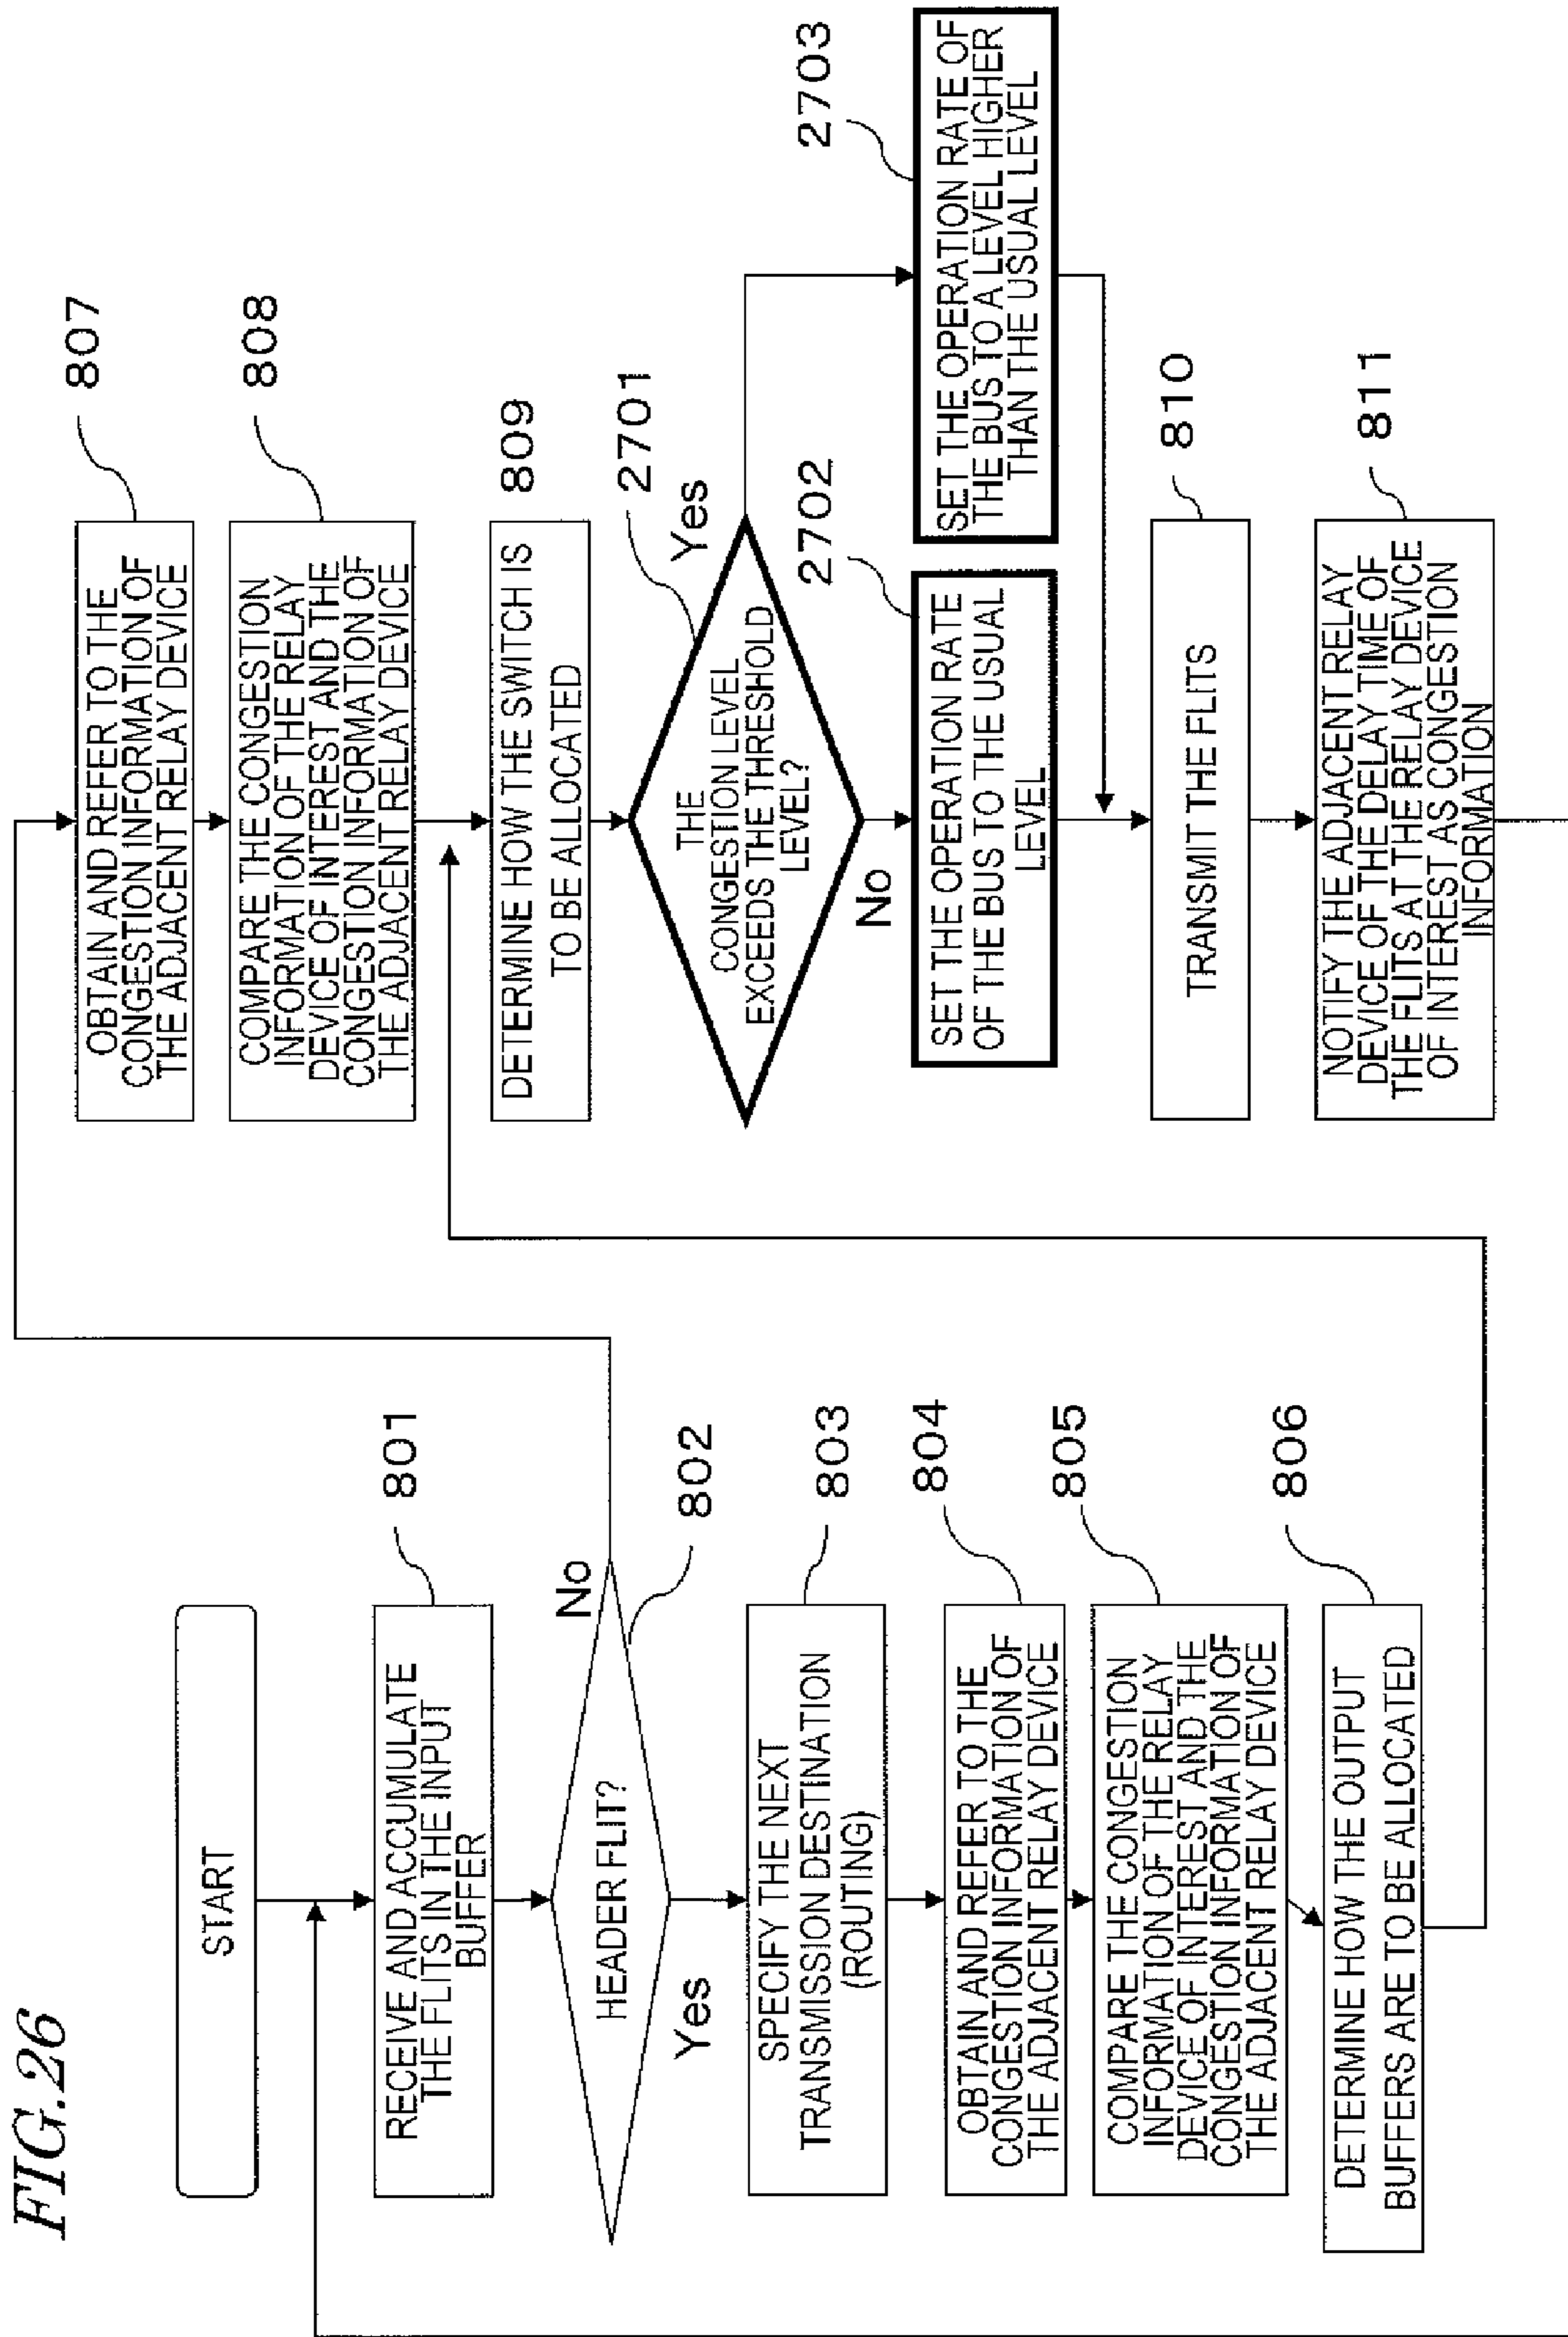 FIG.26
START
RECEIVE AND ACCUMULATE
THE FLITS IN THE INPUT
BUFFER
801
HEADER FLIT?
802
No
Yes
SPECIFY THE NEXT
TRANSMISSION DESTINATION
(ROUTING)
803
OBTAIN AND REFER TO THE
CONGESTION INFORMATION OF
THE ADJACENT RELAY DEVICE
804
COMPARE THE CONGESTION
INFORMATION OF THE RELAY
DEVICE OF INTEREST AND THE
CONGESTION INFORMATION OF
THE ADJACENT RELAY DEVICE
805
DETERMINE HOW THE OUTPUT
BUFFERS ARE TO BE ALLOCATED
806
OBTAIN AND REFER TO THE
CONGESTION INFORMATION OF
THE ADJACENT RELAY DEVICE
807
COMPARE THE CONGESTION
INFORMATION OF THE RELAY
DEVICE OF INTEREST AND THE
CONGESTION INFORMATION OF
THE ADJACENT RELAY DEVICE
808
DETERMINE HOW THE SWITCH IS
TO BE ALLOCATED
809
THE
CONGESTION LEVEL
EXCEEDS THE THRESHOLD
LEVEL?
2701
Yes
No
SET THE OPERATION RATE
OF THE BUS TO THE USUAL
LEVEL
2702
SET THE OPERATION RATE OF
THE BUS TO A LEVEL HIGHER
THAN THE USUAL LEVEL
2703
TRANSMIT THE FLITS
810
NOTIFY THE ADJACENT RELAY
DEVICE OF THE DELAY TIME OF
THE FLITS AT THE RELAY DEVICE
OF INTEREST AS CONGESTION
INFORMATION
811